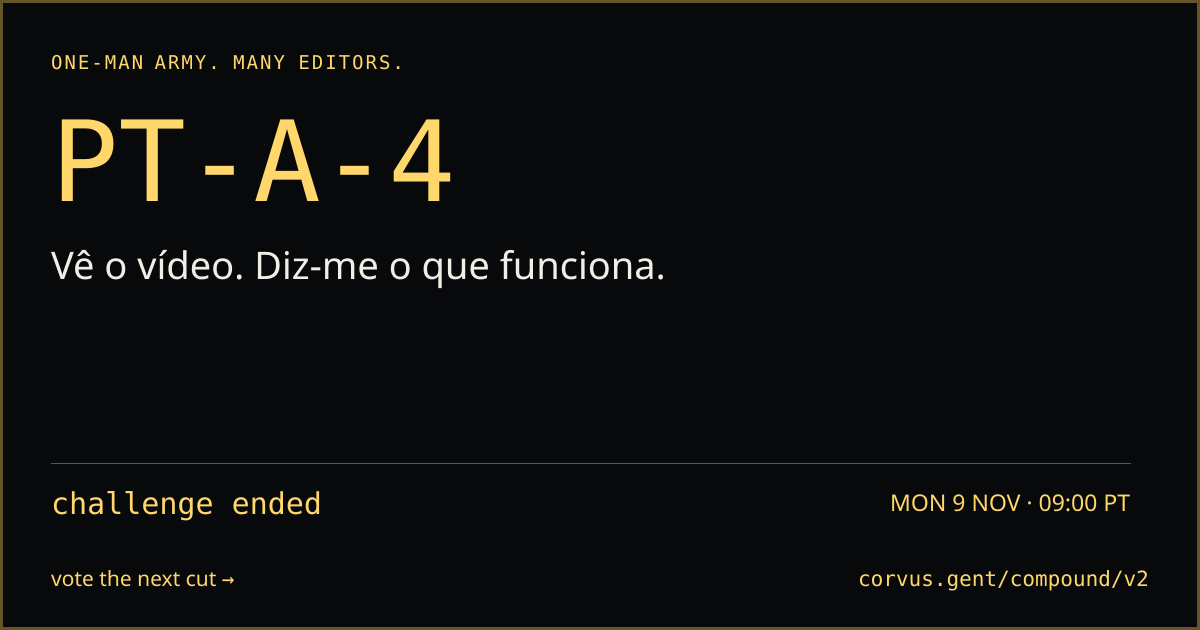 ONE-MAN ARMY. MANY EDITORS.
PT-A-4
Vê o vídeo. Diz-me o que funciona.
challenge ended
MON 9 NOV · 09:00 PT
vote the next cut →
corvus.gent/compound/v2